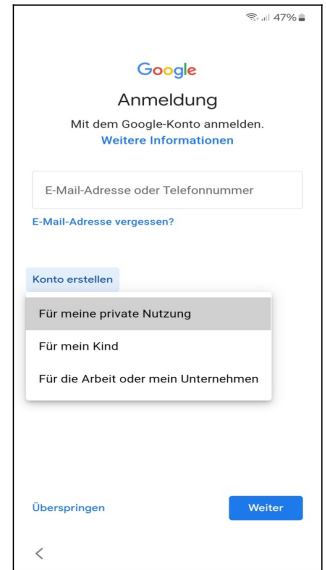 47%
Google
Anmeldung
Mit dem Google-Konto anmelden.
Weitere Informationen
E-Mail-Adresse oder Telefonnummer
E-Mail-Adresse vergessen?
Konto erstellen
Für meine private Nutzung
Für mein Kind
Für die Arbeit oder mein Unternehmen
Überspringen
Weiter